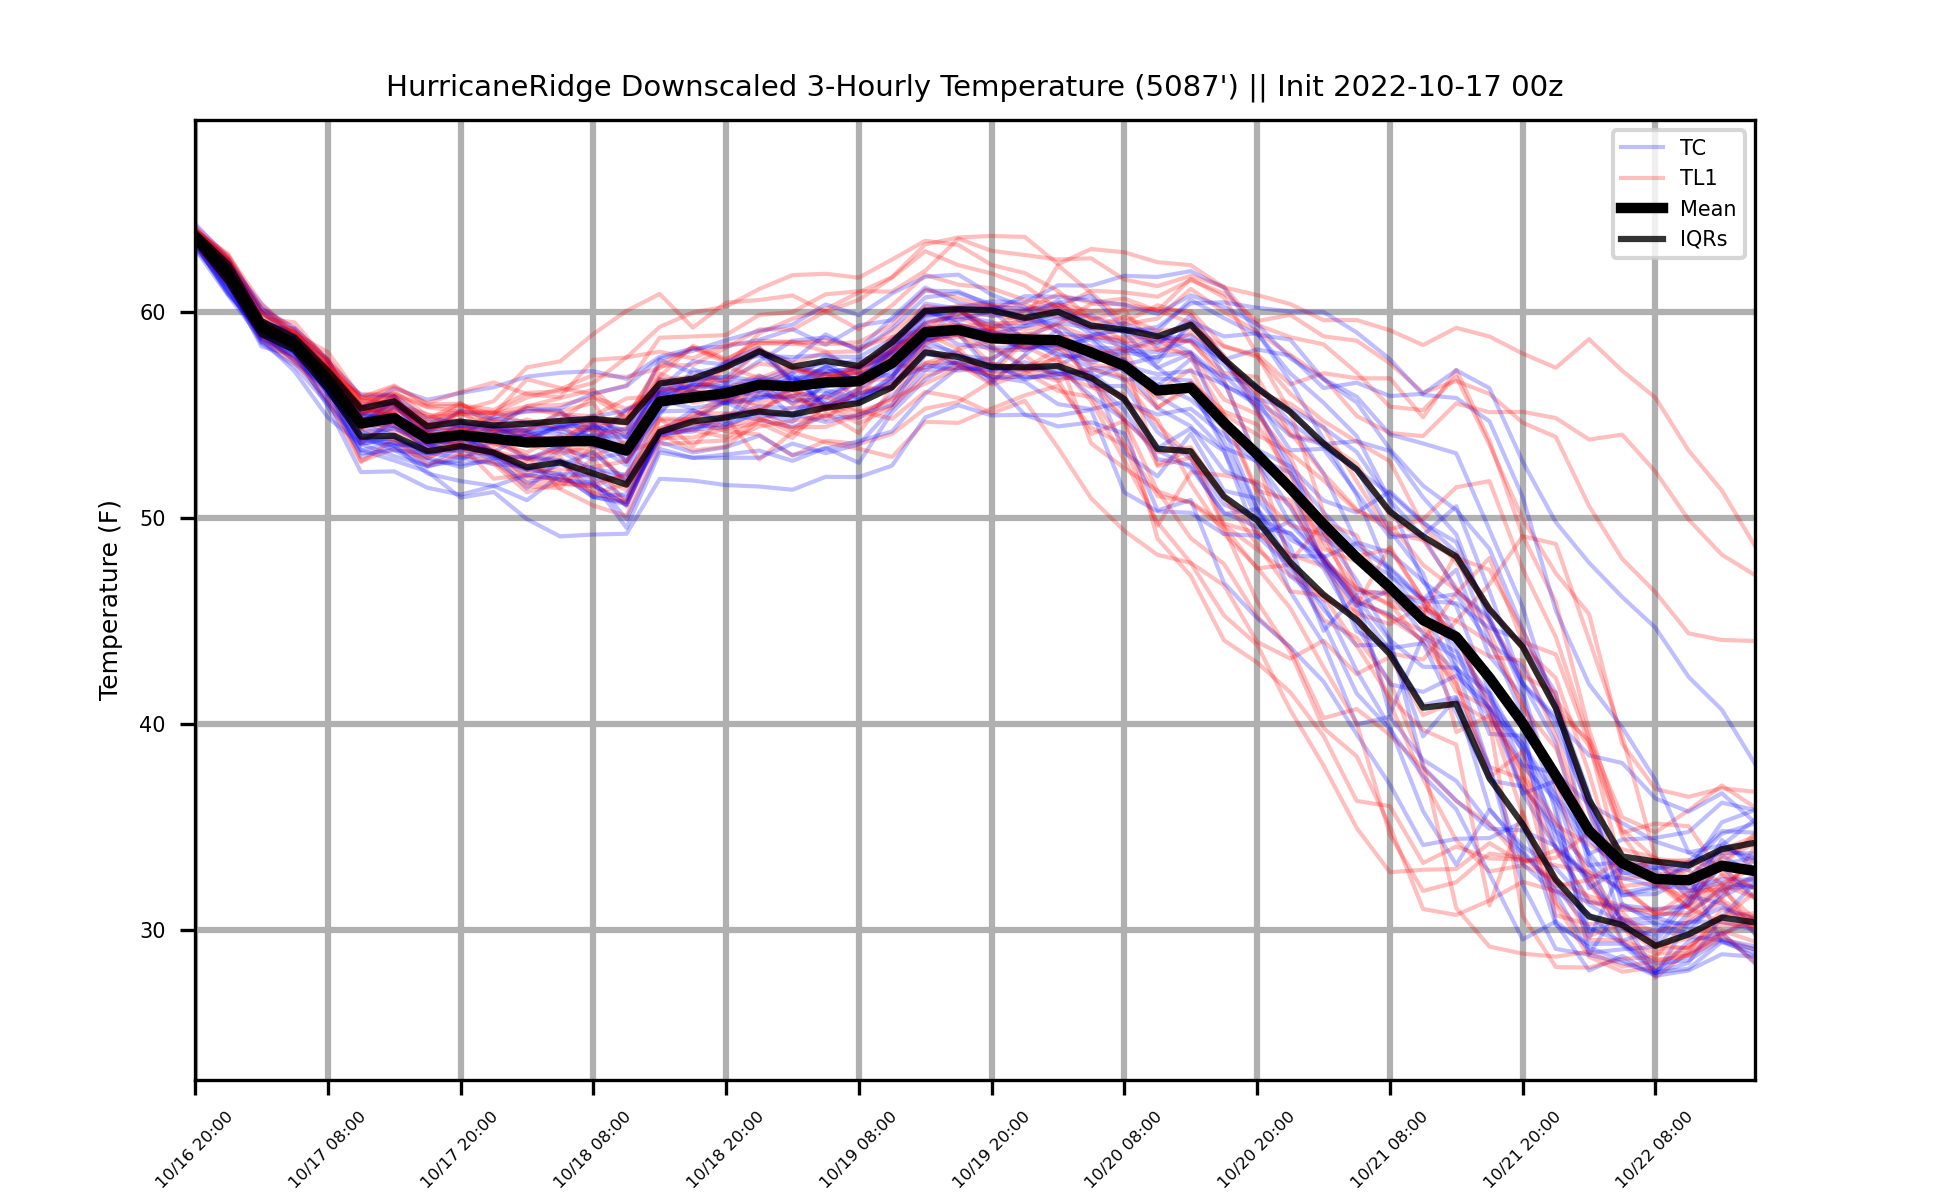 HurricaneRidge Downscaled 3-Hourly Temperature (5087') || Init 2022-10-17 00z
TC
TL1
Mean
IQRs
Temperature (F)
60
50
40
30
10/16 20:00
10/17 08:00
10/17 20:00
10/18 08:00
10/18 20:00
10/19 08:00
10/19 20:00
10/20 08:00
10/20 20:00
10/21 08:00
10/21 20:00
10/22 08:00